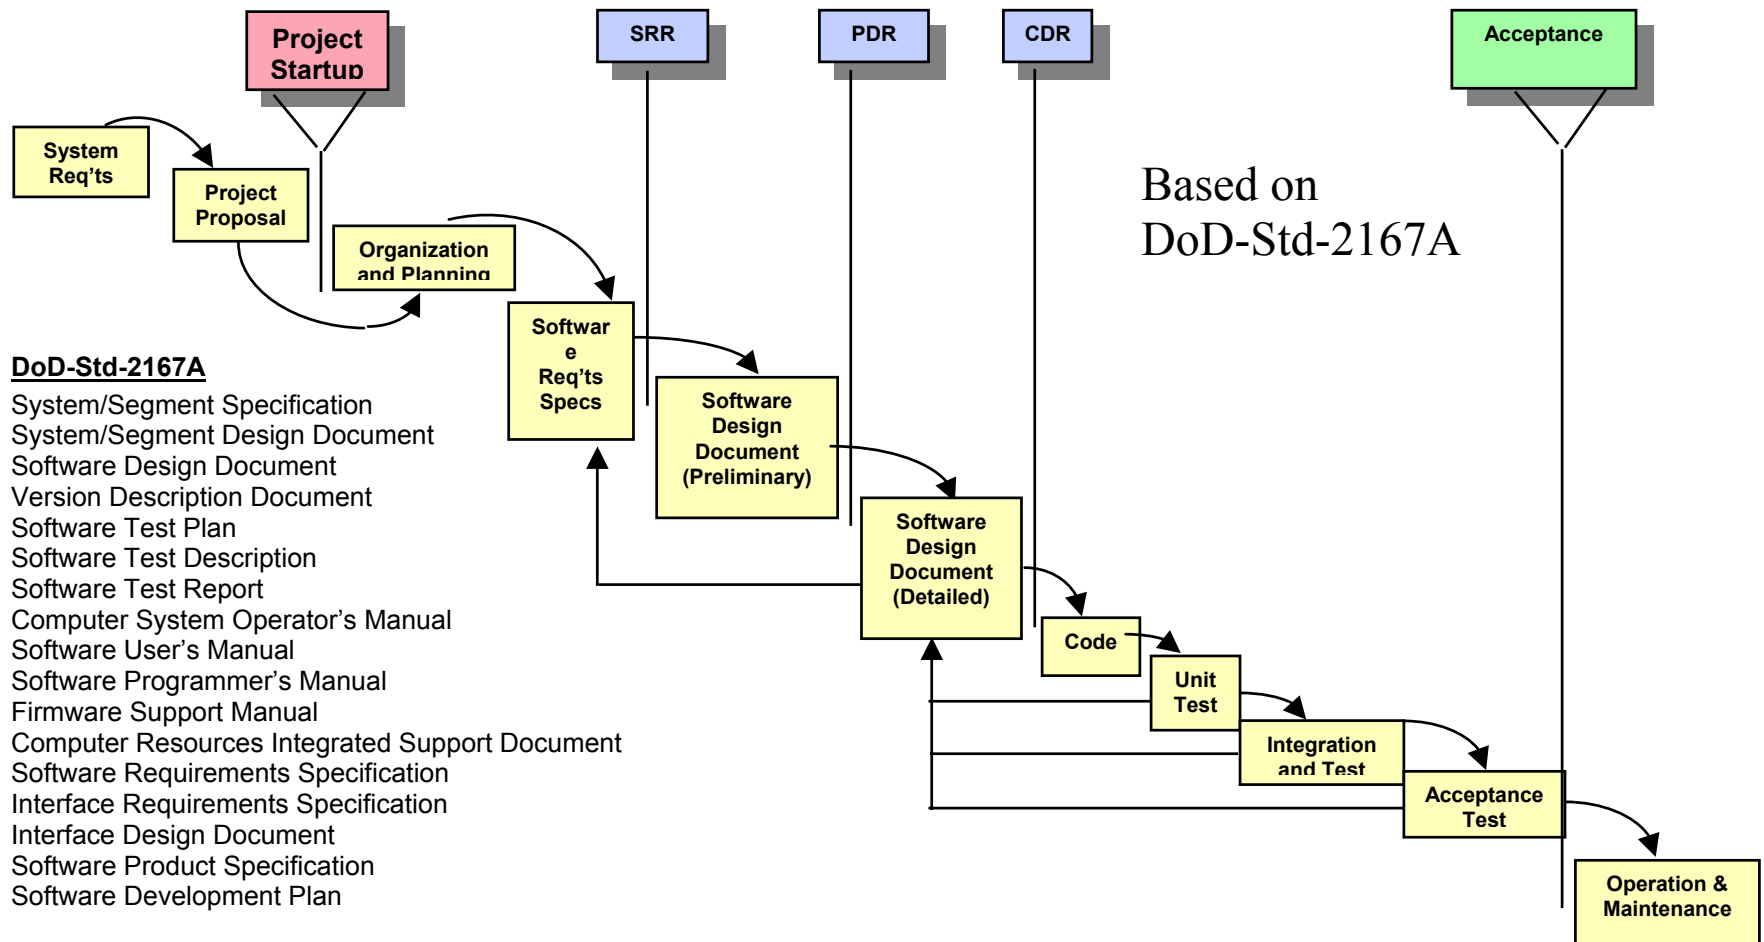 Project
Startup
SRR
PDR
CDR
Acceptance
System
Req'ts
Project
Proposal
Organization
and Planning
Based on
DoD-Std-2167A
Softwar
e
Req'ts
Specs
Software
Design
Document
(Preliminary)
Software
Design
Document
(Detailed)
Code
Unit
Test
Integration
and Test
Acceptance
Test
Operation &
Maintenance
DoD-Std-2167A
System/Segment Specification
System/Segment Design Document
Software Design Document
Version Description Document
Software Test Plan
Software Test Description
Software Test Report
Computer System Operator’s Manual
Software User’s Manual
Software Programmer’s Manual
Firmware Support Manual
Computer Resources Integrated Support Document
Software Requirements Specification
Interface Requirements Specification
Interface Design Document
Software Product Specification
Software Development Plan